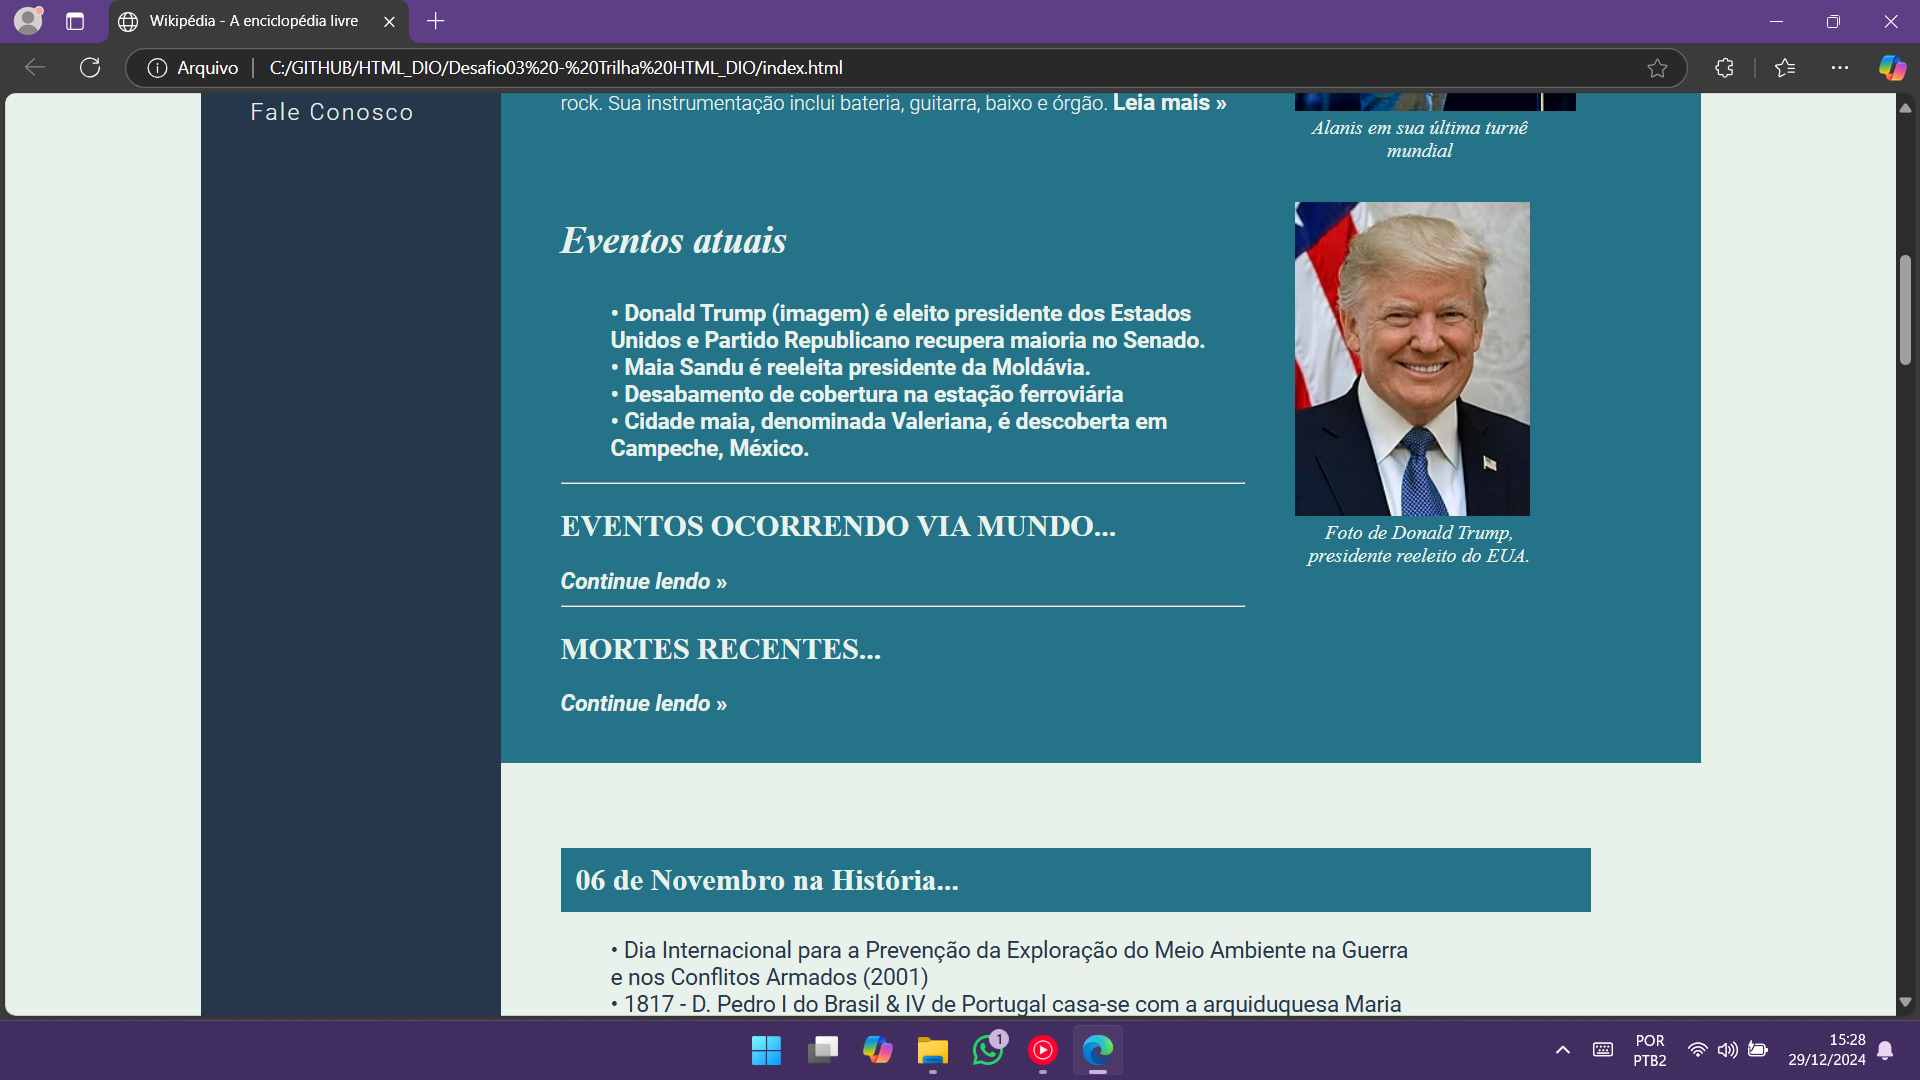 Wikipédia - A enciclopédia livre
Arquivo
C:/GITHUB/HTML_DIO/Desafio03%20-%20Trilha%20HTML_DIO/index.html
Fale Conosco
rock. Sua instrumentação inclui bateria, guitarra, baixo e órgão. Leia mais »
Alanis em sua última turnê
mundial
Eventos atuais
• Donald Trump (imagem) é eleito presidente dos Estados
Unidos e Partido Republicano recupera maioria no Senado.
• Maia Sandu é reeleita presidente da Moldávia.
• Desabamento de cobertura na estação ferroviária
• Cidade maia, denominada Valeriana, é descoberta em
Campeche, México.
Foto de Donald Trump,
presidente reeleito do EUA.
EVENTOS OCORRENDO VIA MUNDO...
Continue lendo »
MORTES RECENTES...
Continue lendo »
06 de Novembro na História...
• Dia Internacional para a Prevenção da Exploração do Meio Ambiente na Guerra
e nos Conflitos Armados (2001)
• 1817 - D. Pedro I do Brasil & IV de Portugal casa-se com a arquiduquesa Maria
1
POR
PTB2
15:28
29/12/2024